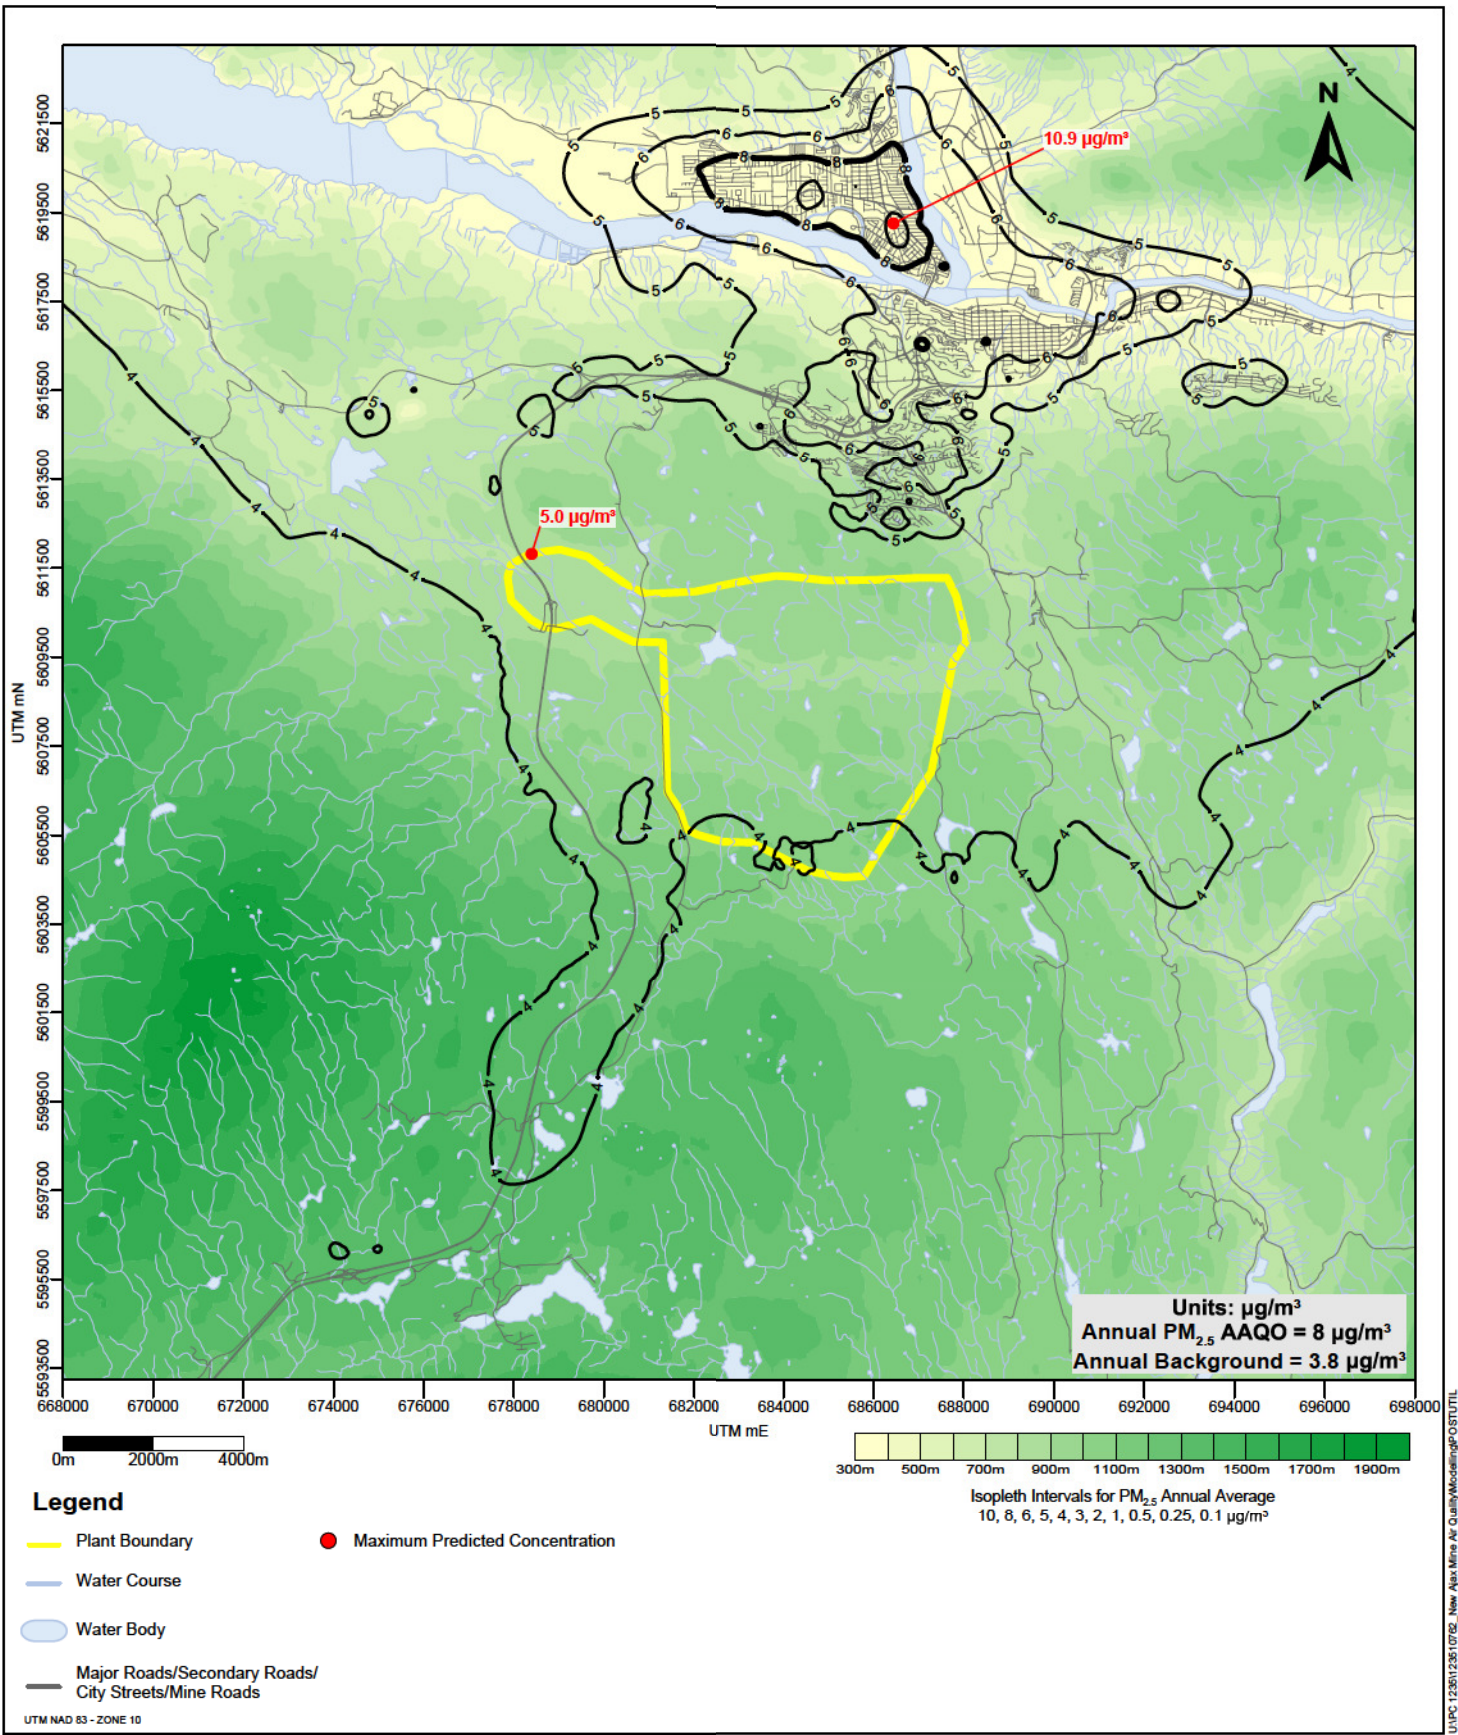 N
10.9 µg/m³
5.0 µg/m³
5621500
5619500
5617500
5615500
5613500
5611500
5609500
5607500
5605500
5603500
5601500
5599500
5597500
5595500
5593500
UTM mN
Units: µg/m³
Annual PM2.5 AAQO = 8 µg/m³
Annual Background = 3.8 µg/m³
668000 670000 672000 674000 676000 678000 680000 682000 684000 686000 688000 690000 692000 694000 696000 698000
UTM mE
0m 2000m 4000m
300m 500m 700m 900m 1100m 1300m 1500m 1700m 1900m
Isopleth Intervals for PM2.5 Annual Average
10, 8, 6, 5, 4, 3, 2, 1, 0.5, 0.25, 0.1 µg/m³
Legend
Plant Boundary
Maximum Predicted Concentration
Water Course
Water Body
Major Roads/Secondary Roads/
City Streets/Mine Roads
UTM NAD 83 - ZONE 10